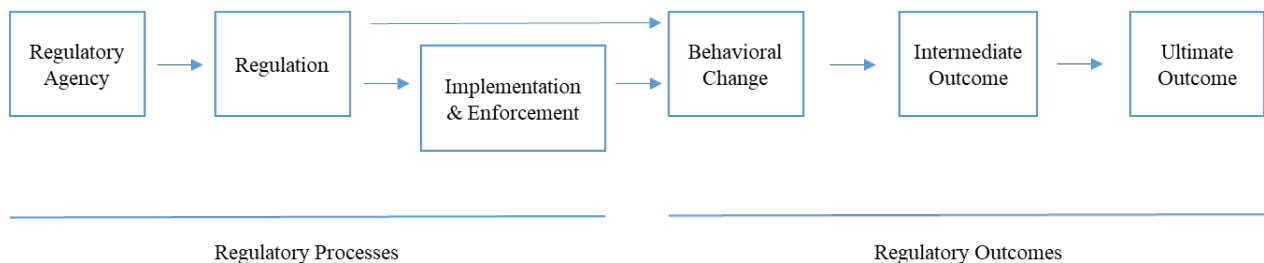 Regulatory
Agency
Regulation
Implementation
& Enforcement
Behavioral
Change
Intermediate
Outcome
Ultimate
Outcome
Regulatory Processes
Regulatory Outcomes